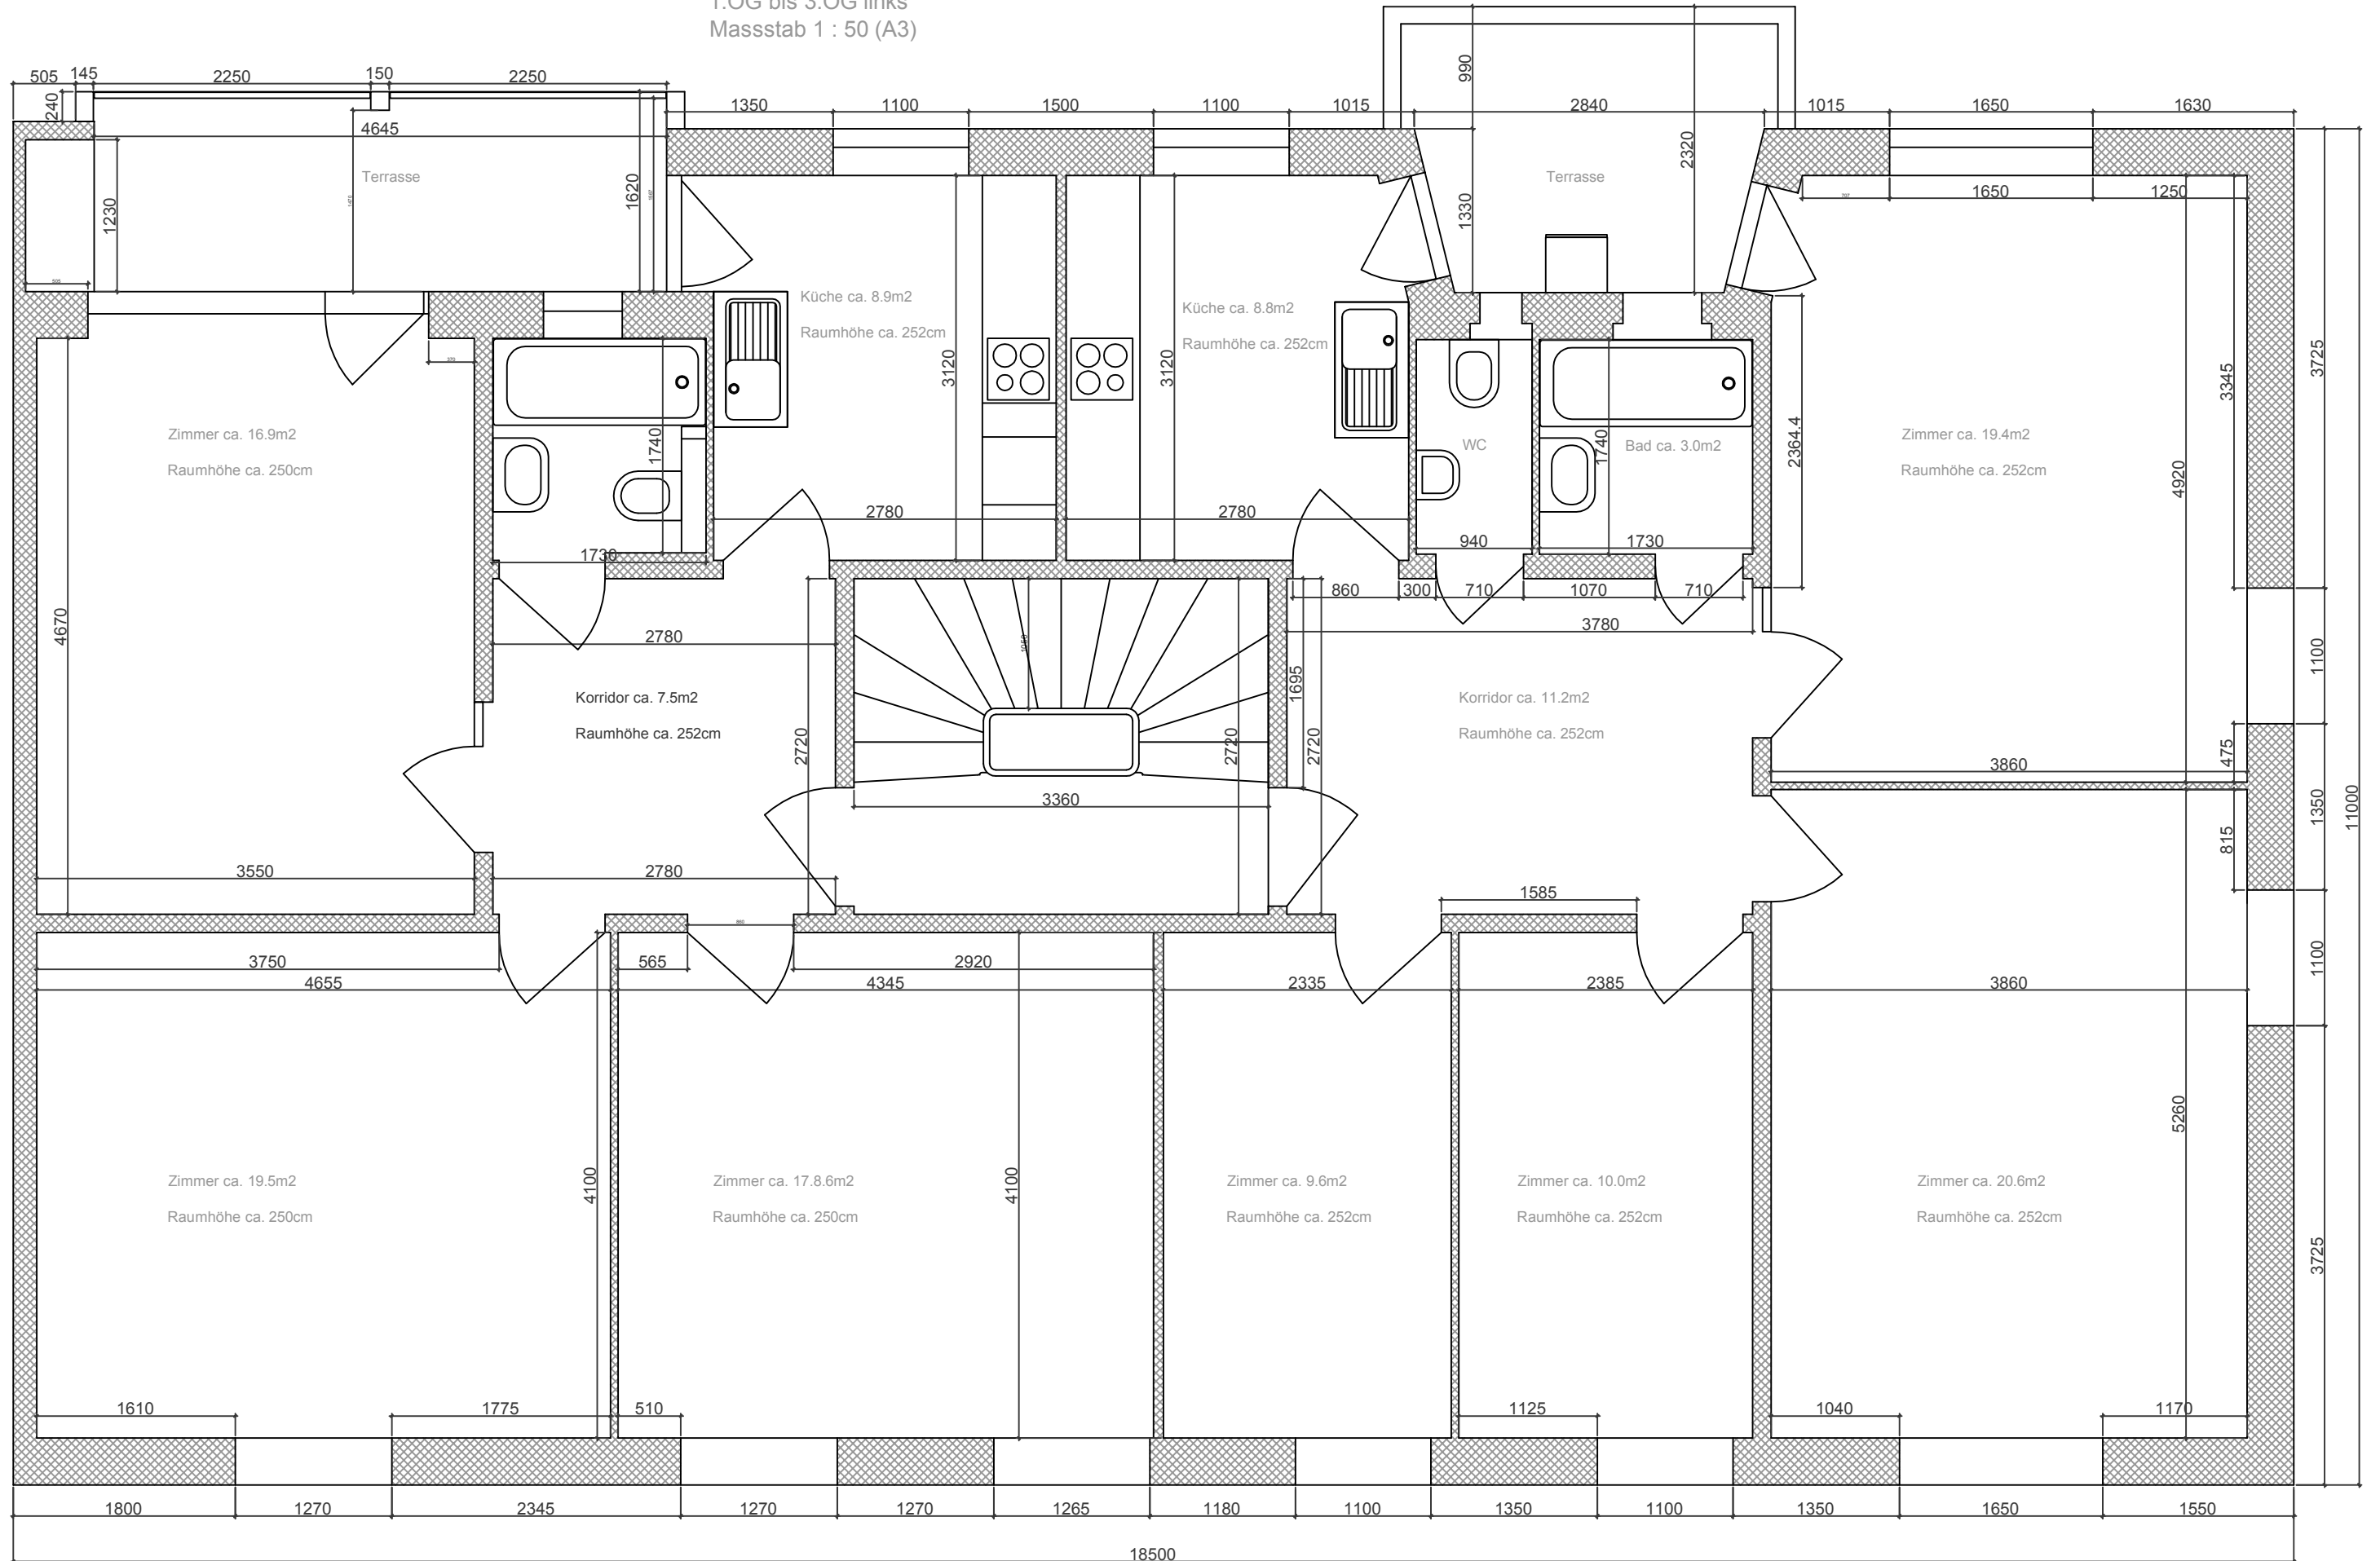 1.OG bis 3.OG links
Massstab 1 : 50 (A3)
990
2320
505 145 2250 150 2250
240
1350 1100 1500 1100 1015 2840 1015 1650 1630
4645
Terrasse
1620
1230
Terrasse
1330
1650 1250
Küche ca. 8.9m2
Raumhöhe ca. 252cm
3120
Küche ca. 8.8m2
Raumhöhe ca. 252cm
3120
3725
3345
Zimmer ca. 16.9m2
Raumhöhe ca. 250cm
1740
WC
1740
Bad ca. 3.0m2
2364.4
Zimmer ca. 19.4m2
Raumhöhe ca. 252cm
4920
2780
2780
1730
940 1730
860 300 710 1070 710
4670
2780
3780
1050
1695
1100
Korridor ca. 7.5m2
Raumhöhe ca. 252cm
Korridor ca. 11.2m2
Raumhöhe ca. 252cm
2720
2720
2720
475
3860
3360
1350
11000
815
3550
2780
1585
860
3750
565
2920
1100
4655
4345
2335
2385
3860
4100
4100
5260
Zimmer ca. 19.5m2
Raumhöhe ca. 250cm
Zimmer ca. 17.8.6m2
Raumhöhe ca. 250cm
Zimmer ca. 9.6m2
Raumhöhe ca. 252cm
Zimmer ca. 10.0m2
Raumhöhe ca. 252cm
Zimmer ca. 20.6m2
Raumhöhe ca. 252cm
3725
1610 1775 510 1125 1040 1170
1800 1270 2345 1270 1270 1265 1180 1100 1350 1100 1350 1650 1550
18500